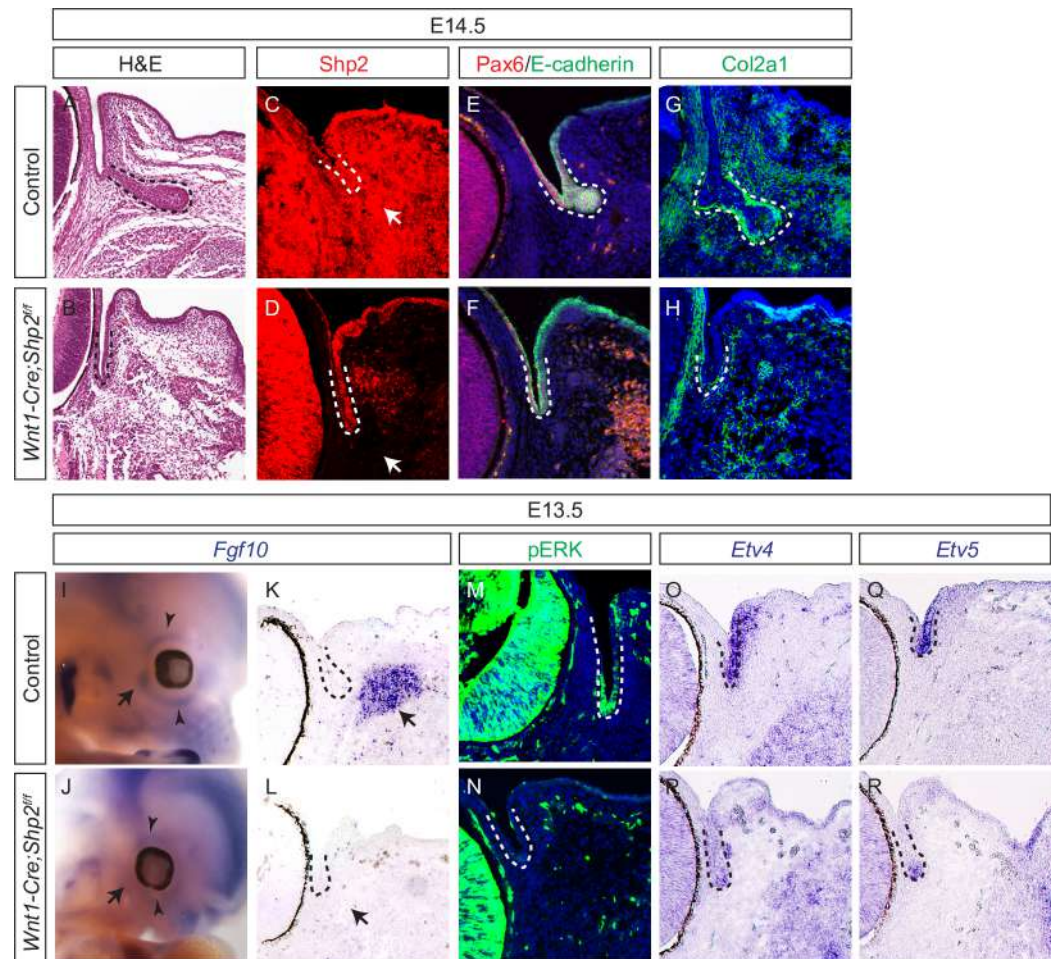 E14.5
H&E
Shp2
Pax6/E-cadherin
Col2a1
Control
A
C
E
G
Wnt1-Cre;Shp2f/f
B
D
F
H
E13.5
Fgf10
pERK
Etv4
Etv5
Control
I
K
M
O
Q
Wnt1-Cre;Shp2f/f
J
L
N
P
R